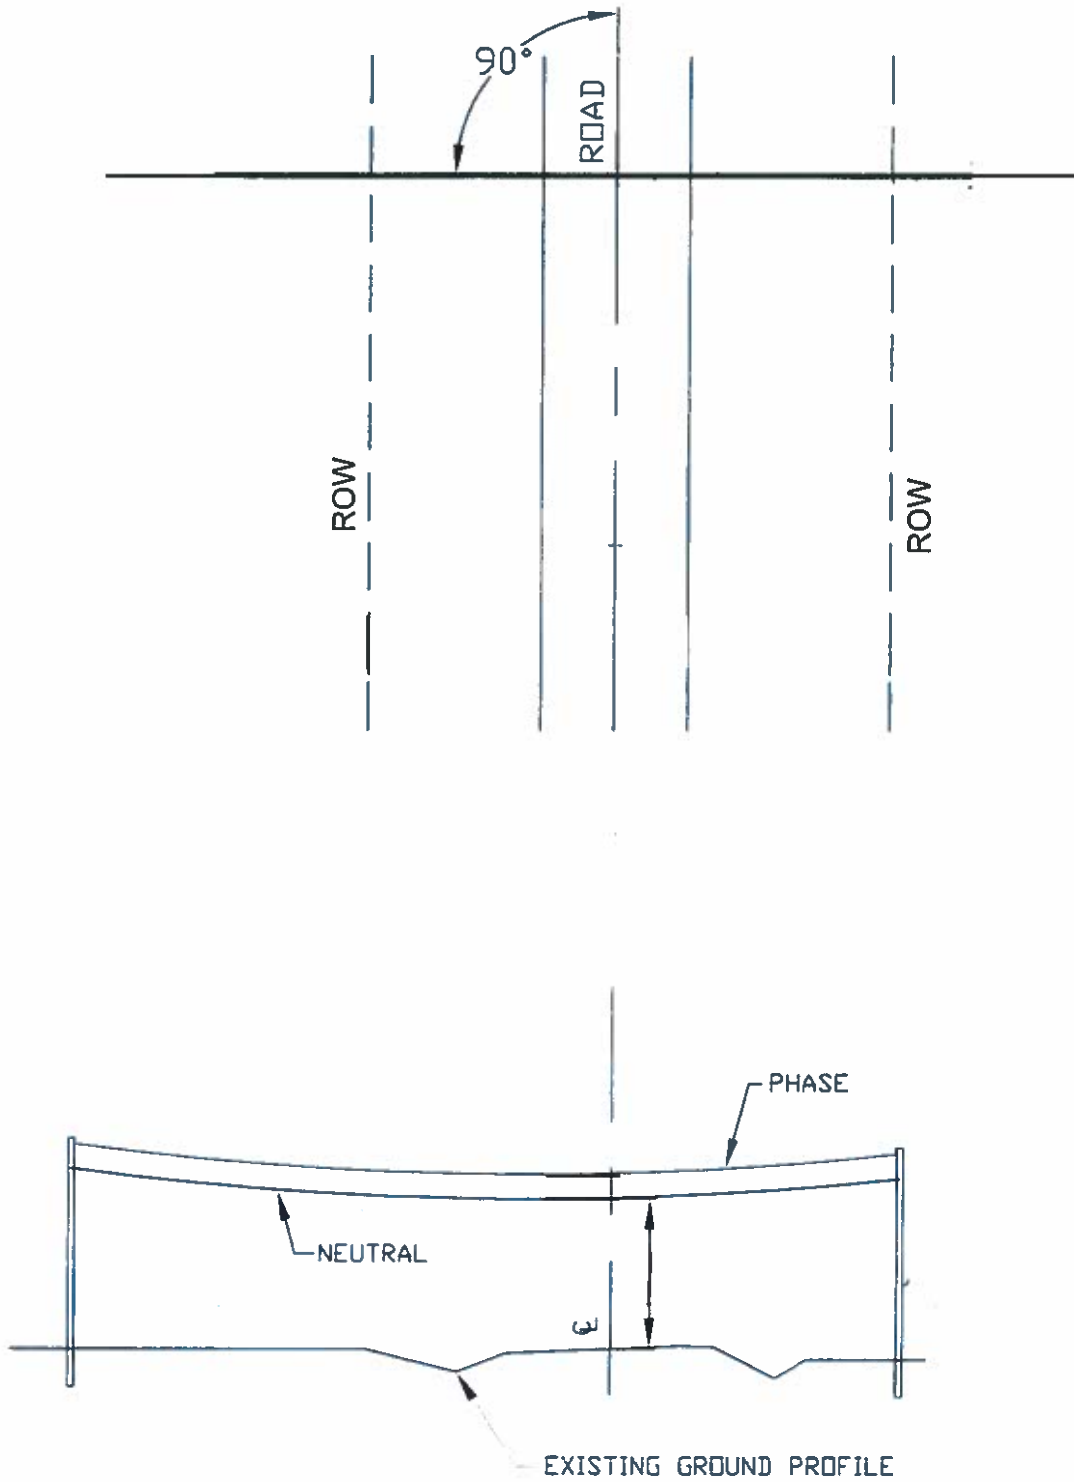 90°
ROAD
ROW
ROW
PHASE
NEUTRAL
EXISTING GROUND PROFILE